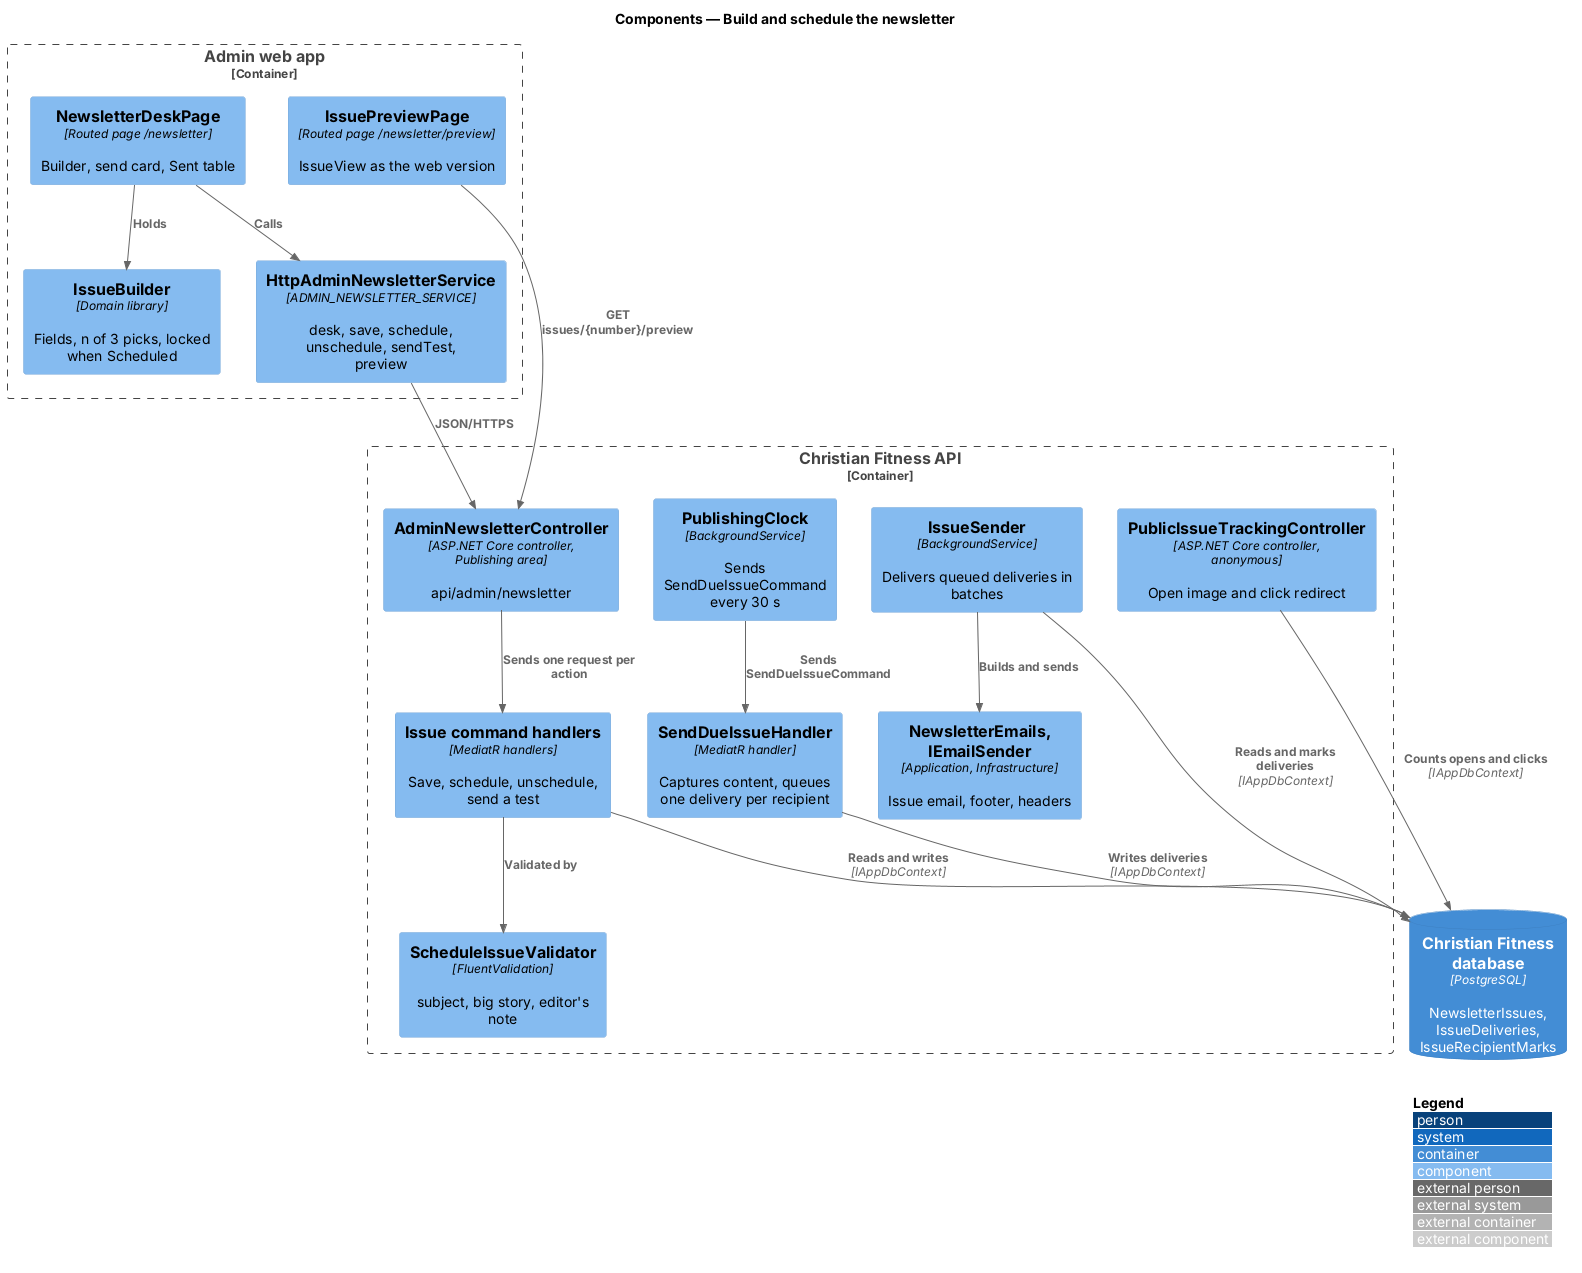 Components — Build and schedule the newsletter
Admin web app
[Container]
NewsletterDeskPage
[Routed page /newsletter]
Builder, send card, Sent table
IssuePreviewPage
[Routed page /newsletter/preview]
IssueView as the web version
Holds
Calls
IssueBuilder
[Domain library]
Fields, n of 3 picks, locked
when Scheduled
HttpAdminNewsletterService
[ADMIN_NEWSLETTER_SERVICE]
desk, save, schedule,
unschedule, sendTest,
preview
GET
issues/{number}/preview
JSON/HTTPS
Christian Fitness API
[Container]
AdminNewsletterController
[ASP.NET Core controller,
Publishing area]
api/admin/newsletter
PublishingClock
[BackgroundService]
Sends
SendDueIssueCommand
every 30 s
IssueSender
[BackgroundService]
Delivers queued deliveries in
batches
PublicIssueTrackingController
[ASP.NET Core controller,
anonymous]
Open image and click redirect
Sends one request per
action
Sends
SendDueIssueCommand
Builds and sends
Issue command handlers
[MediatR handlers]
Save, schedule, unschedule,
send a test
SendDueIssueHandler
[MediatR handler]
Captures content, queues
one delivery per recipient
NewsletterEmails,
IEmailSender
[Application, Infrastructure]
Issue email, footer, headers
Reads and marks
deliveries
[IAppDbContext]
Counts opens and clicks
[IAppDbContext]
Validated by
Reads and writes
[IAppDbContext]
Writes deliveries
[IAppDbContext]
ScheduleIssueValidator
[FluentValidation]
subject, big story, editor's
note
Christian Fitness
database
[PostgreSQL]
NewsletterIssues,
IssueDeliveries,
IssueRecipientMarks
Legend
person
system
container
component
external person
external system
external container
external component